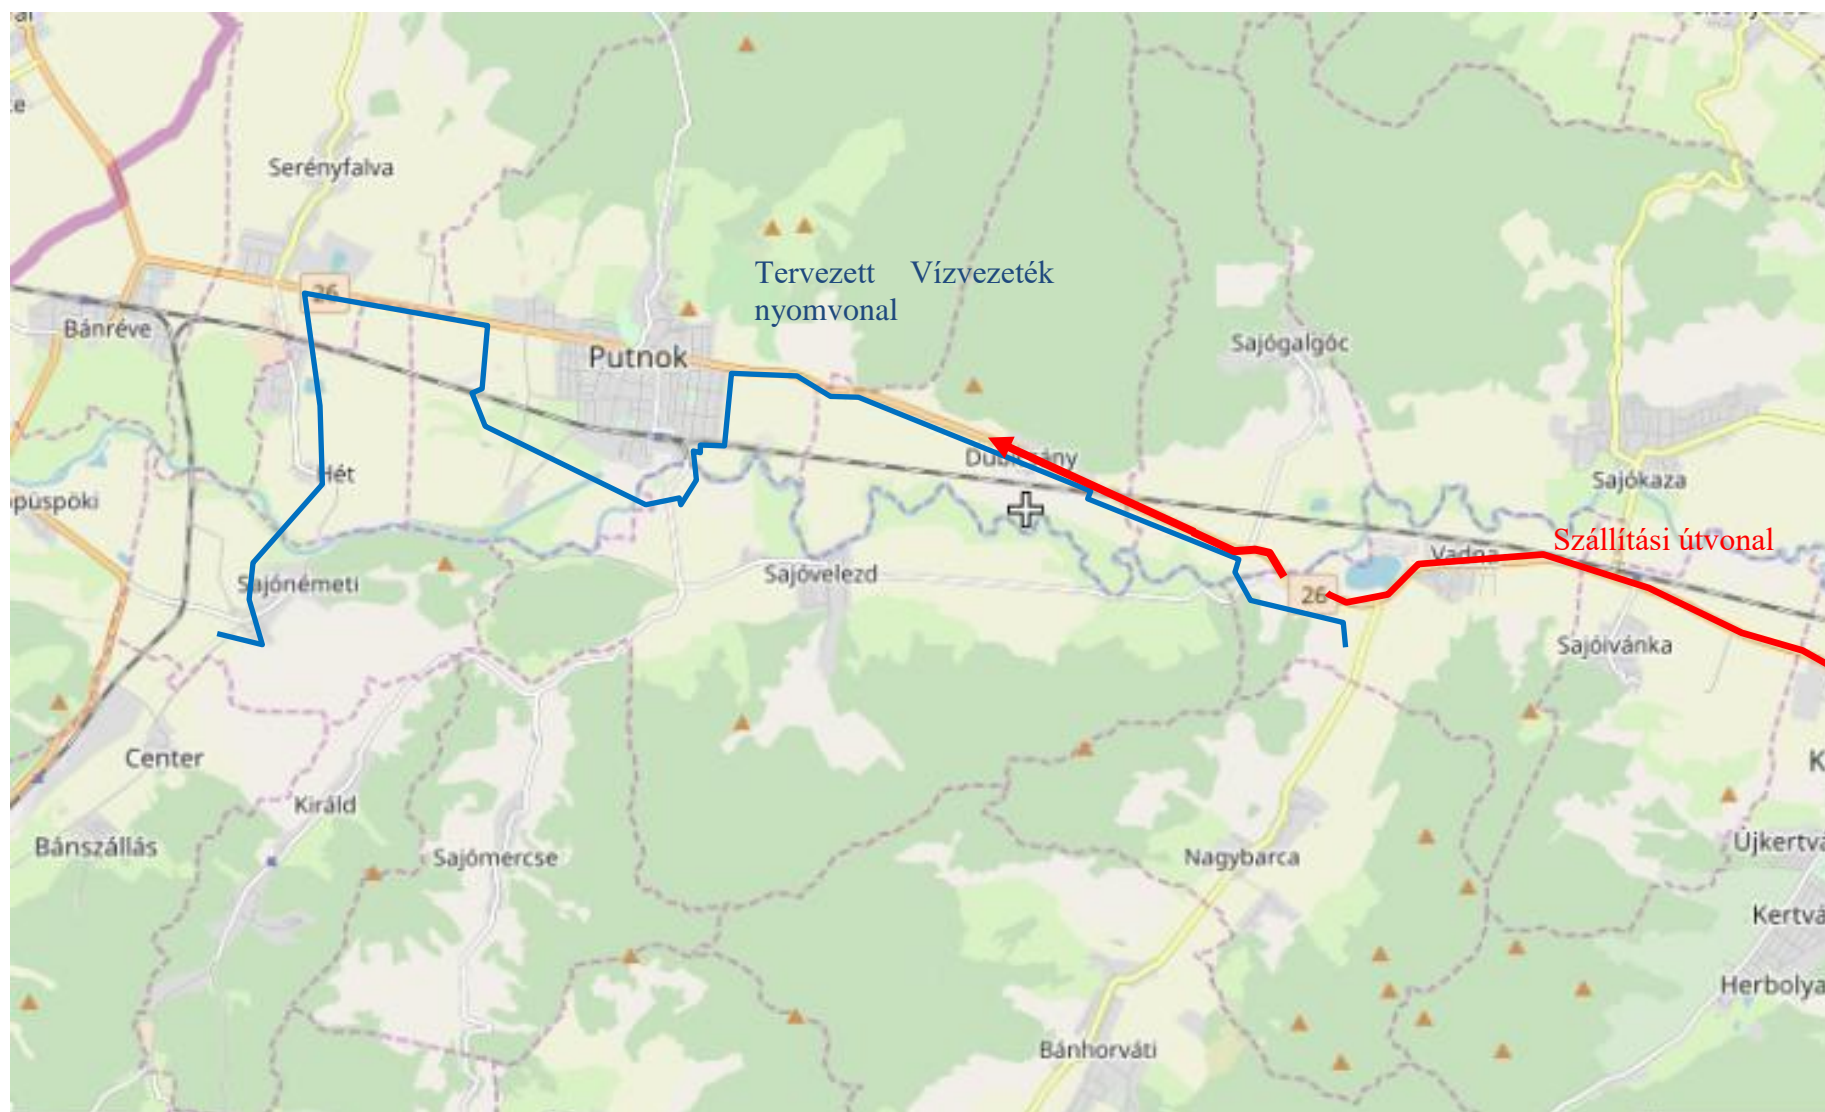 Serényfalva
Tervezett Vízvezeték
nyomvonal
26
Bánréve
Putnok
Sajógalgóc
Hét
Sajókaza
Szállítási útvonal
Sajónémeti
Sajóvelezd
26
Sajóivánka
Center
Királd
Bánszállás
Sajómercse
Nagybarca
Bánhorváti
Herbolya